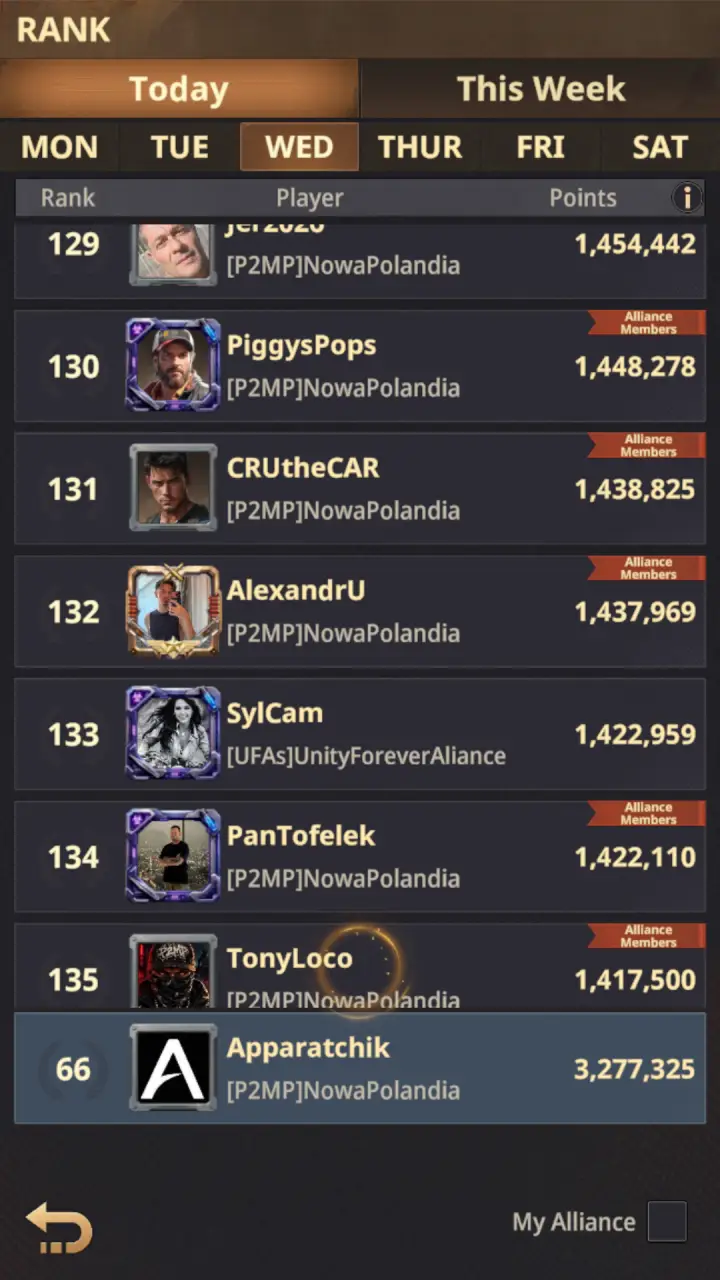 RANK
Today
This Week
MON TUE WED THUR FRI SAT
Rank Player Points
129 Jer2020 1,454,442
[P2MP]NowaPolandia
Alliance Members
130 PiggysPops 1,448,278
[P2MP]NowaPolandia
Alliance Members
131 CRUtheCAR 1,438,825
[P2MP]NowaPolandia
Alliance Members
132 AlexandrU 1,437,969
[P2MP]NowaPolandia
133 SylCam 1,422,959
[UFAs]UnityForeverAliance
Alliance Members
134 PanTofelek 1,422,110
[P2MP]NowaPolandia
Alliance Members
135 TonyLoco 1,417,500
[P2MP]NowaPolandia
66 Apparatchik 3,277,325
[P2MP]NowaPolandia
My Alliance